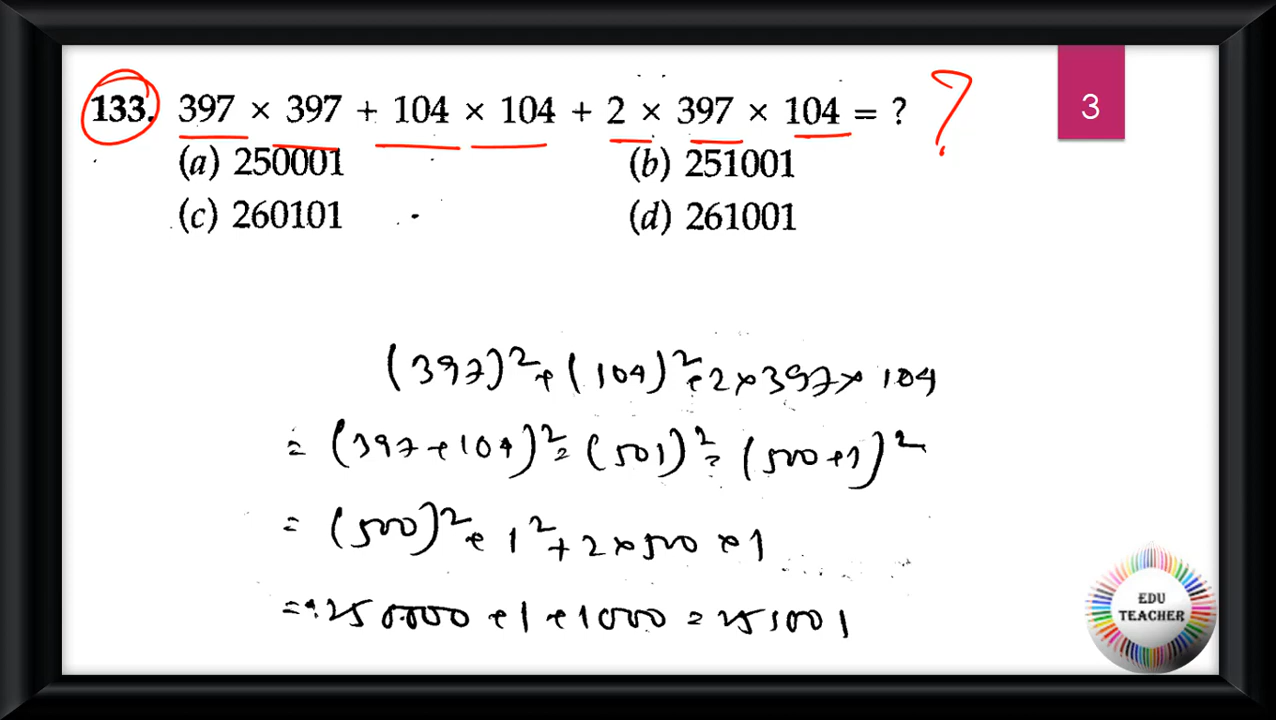 3
133. 397 × 397 + 104 × 104 + 2 × 397 × 104 = ? ?
(a) 250001 (b) 251001
(c) 260101 (d) 261001
(397)² + (104)² + 2 × 397 × 104
= (397 + 104)² = (501)² = (500 + 1)²
= (500)² + 1² + 2 × 500 × 1
= 250000 + 1 + 1000 = 251001
EDU
TEACHER